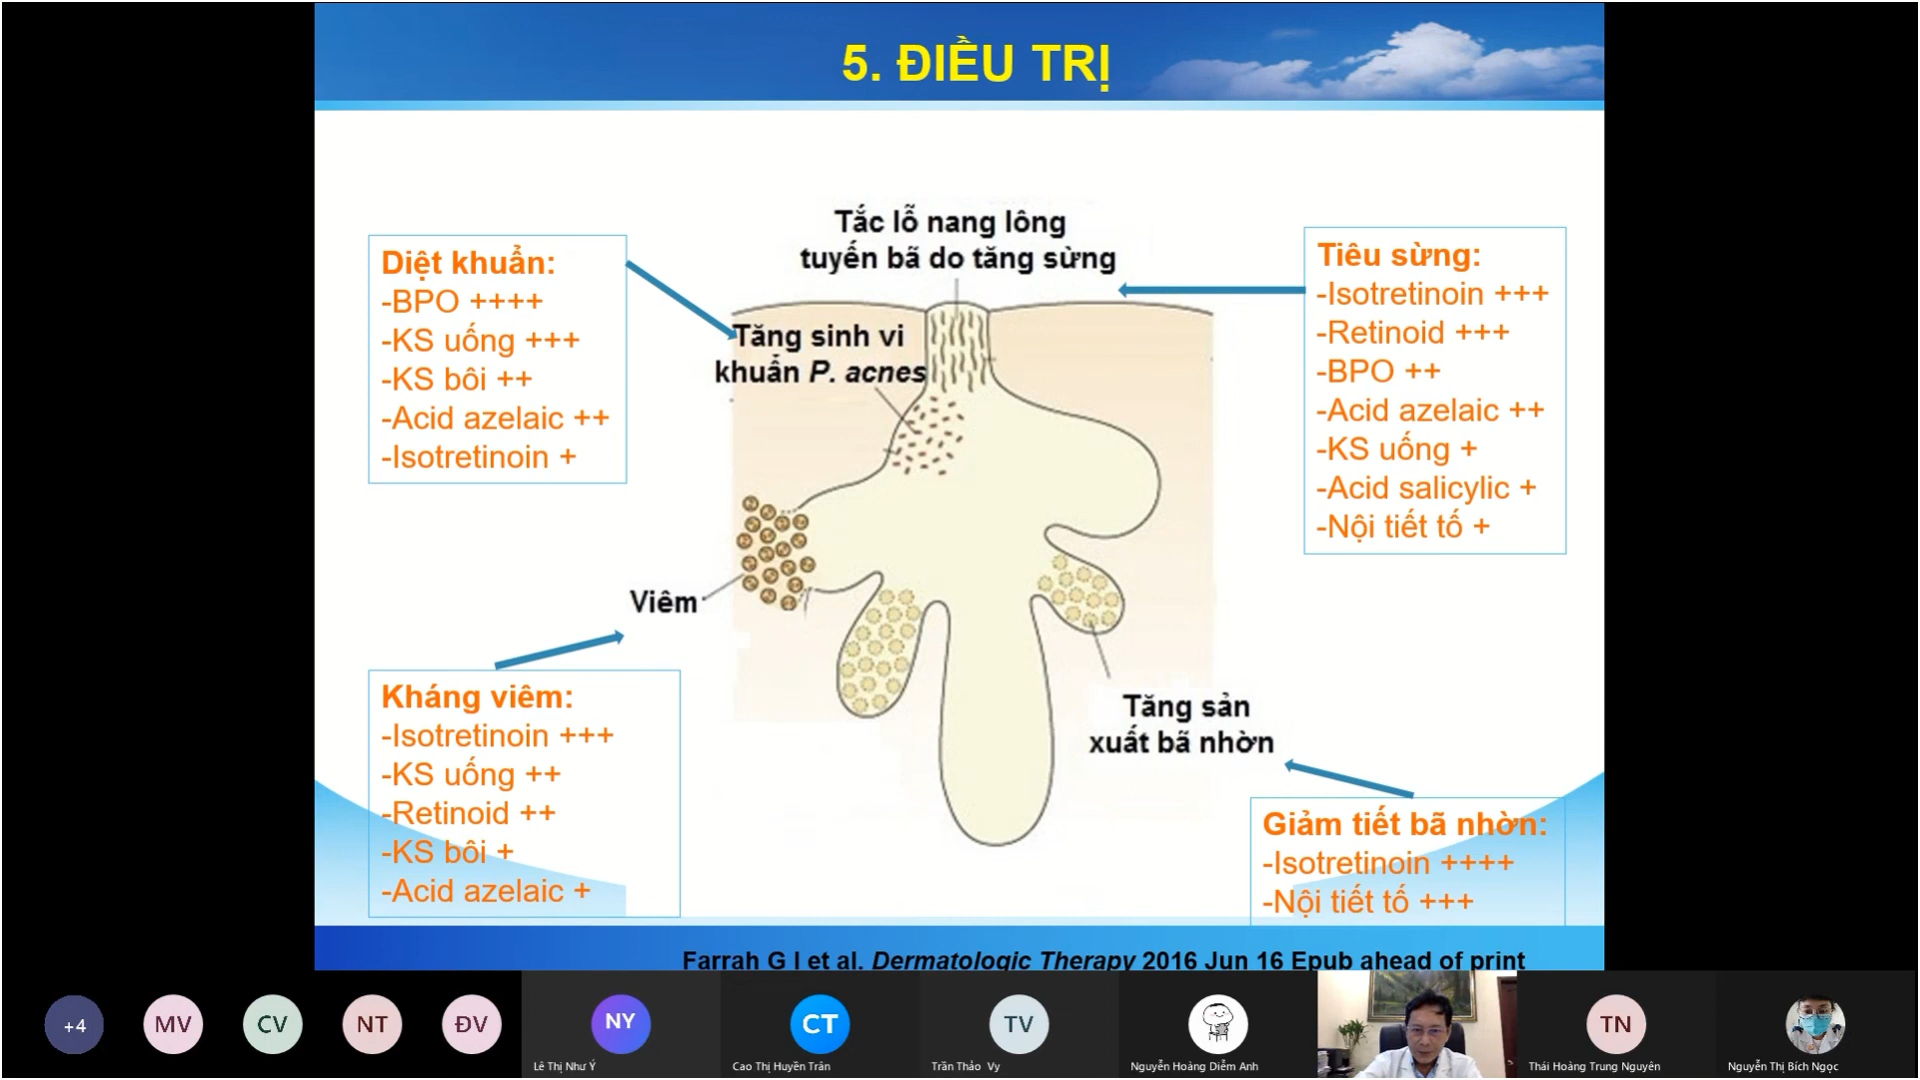 5. ĐIỀU TRỊ
Tắc lỗ nang lông
tuyến bã do tăng sừng
Diệt khuẩn:
-BPO ++++
-KS uống +++
-KS bôi ++
-Acid azelaic ++
-Isotretinoin +
Tăng sinh vi
khuẩn P. acnes
Tiêu sừng:
-Isotretinoin +++
-Retinoid +++
-BPO ++
-Acid azelaic ++
-KS uống +
-Acid salicylic +
-Nội tiết tố +
Viêm
Kháng viêm:
-Isotretinoin +++
-KS uống ++
-Retinoid ++
-KS bôi +
-Acid azelaic +
Tăng sản
xuất bã nhờn
Giảm tiết bã nhờn:
-Isotretinoin ++++
-Nội tiết tố +++
Farrah G I et al. Dermatologic Therapy 2016 Jun 16 Epub ahead of print
+4
MV
CV
NT
ĐV
NY
Lê Thị Như Ý
CT
Cao Thị Huyền Trân
TV
Trần Thảo Vy
Nguyễn Hoàng Diễm Anh
TN
Thái Hoàng Trung Nguyên
Nguyễn Thị Bích Ngọc